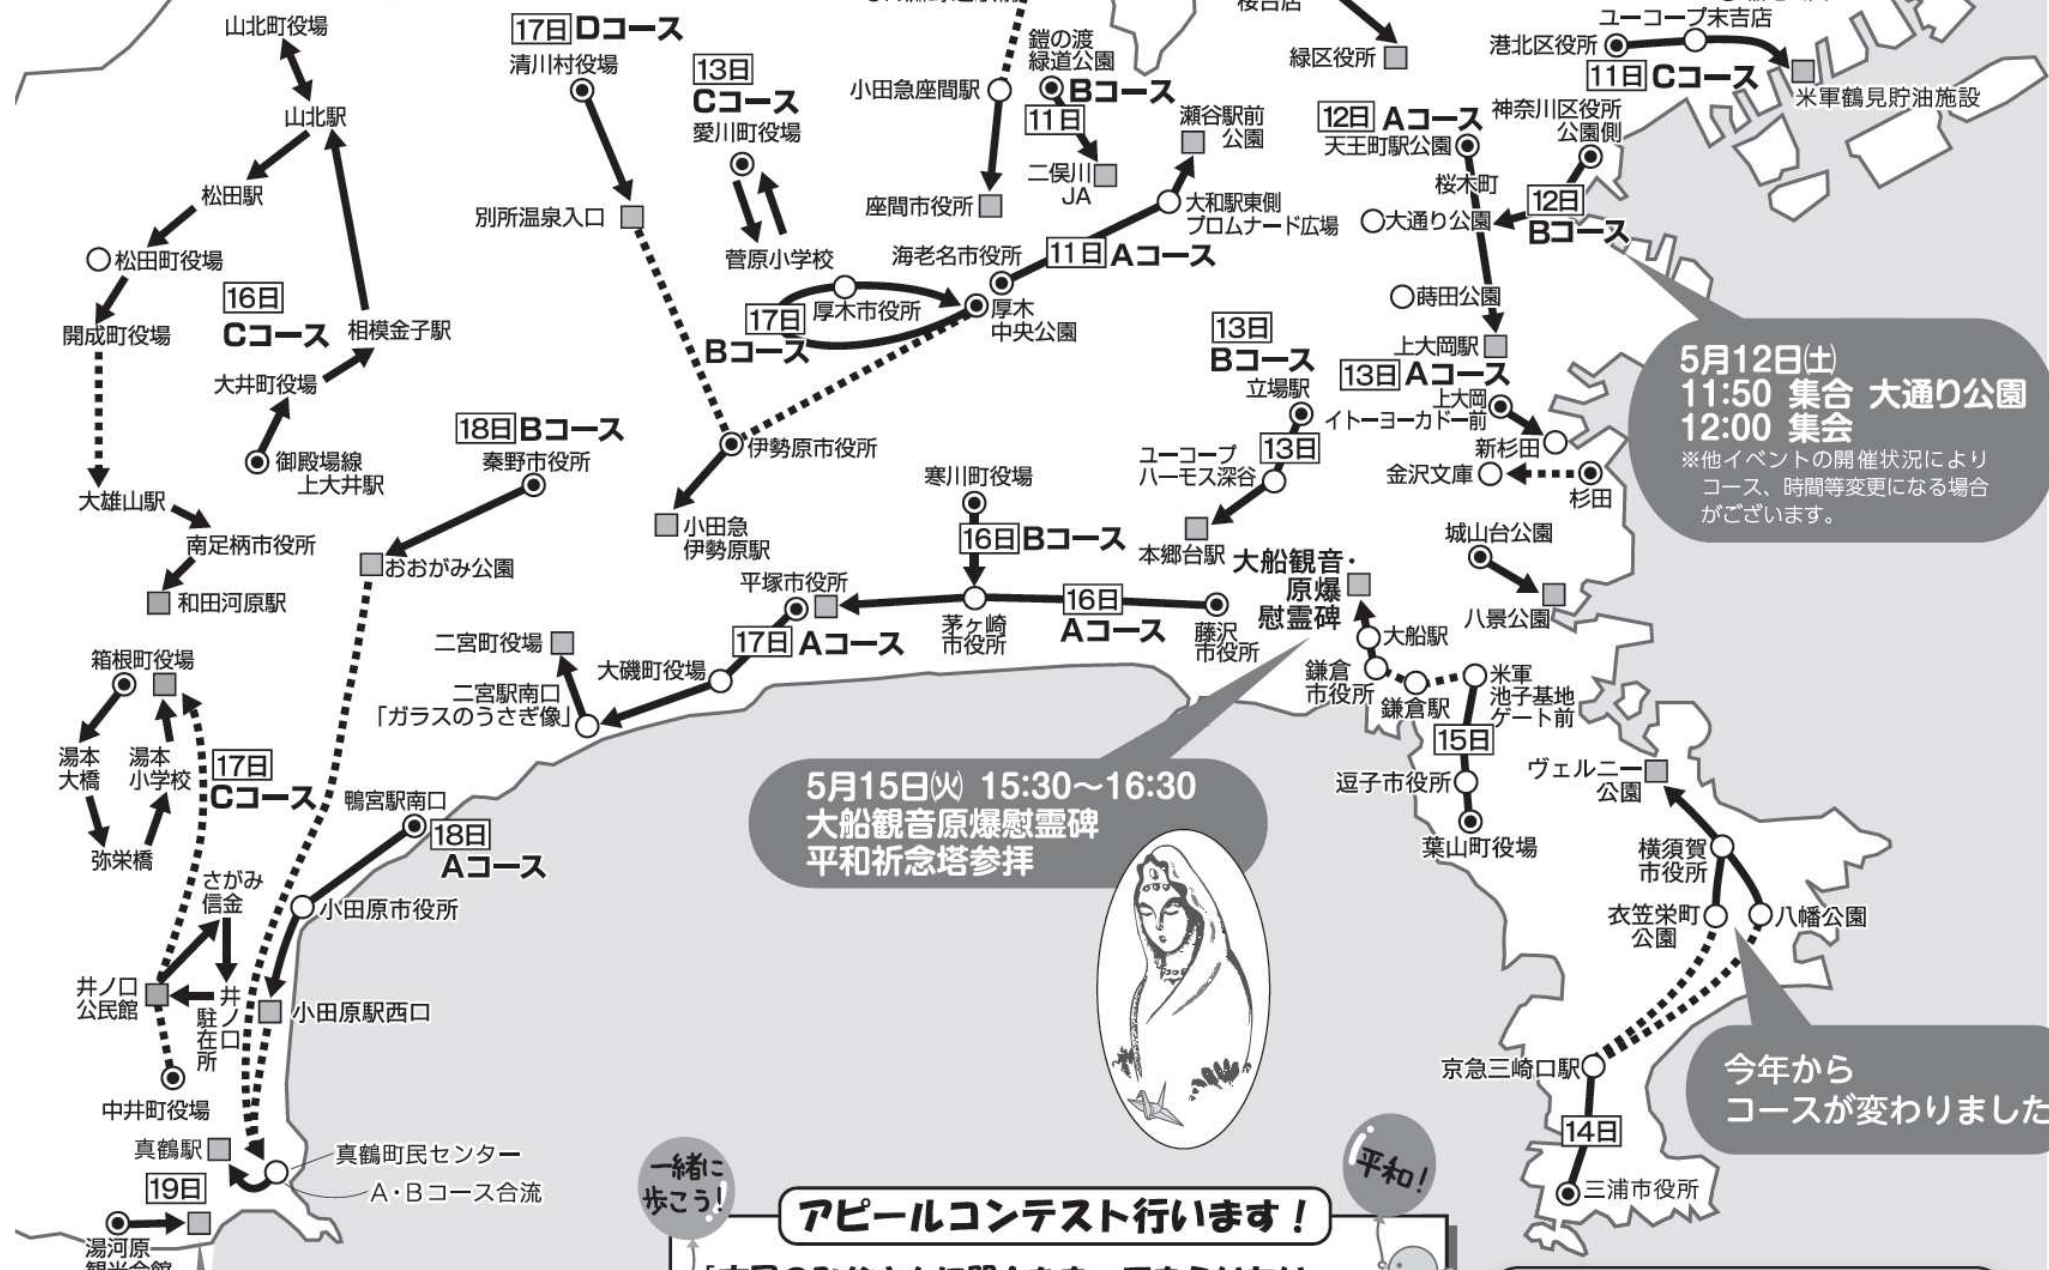 山北町役場
山北駅
松田駅
松田町役場
開成町役場
16日
Cコース
相模金子駅
大井町役場
御殿場線
上大井駅
大雄山駅
南足柄市役所
和田河原駅
17日 Dコース
清川村役場
別所温泉入口
13日
Cコース
愛川町役場
菅原小学校
厚木市役所
17日
Bコース
厚木
中央公園
海老名市役所
11日 Aコース
大和駅東側
プロムナード広場
瀬谷駅前
公園
小田急座間駅
座間市役所
鎧の渡
緑道公園
Bコース
11日
二俣川
JA
桜台店
緑区役所
ユーコープ末吉店
港北区役所
11日 Cコース
米軍鶴見貯油施設
12日 Aコース
天王町駅公園
神奈川区役所
公園側
桜木町
12日
Bコース
大通り公園
蒔田公園
上大岡駅
13日 Aコース
上大岡
イトーヨーカドー前
新杉田
金沢文庫
杉田
13日
Bコース
立場駅
13日
ユーコープ
ハーモス深谷
本郷台駅
5月12日㈯
11:50 集合 大通り公園
12:00 集会
※他イベントの開催状況により
コース、時間等変更になる場合
がございます。
城山台公園
八景公園
18日 Bコース
秦野市役所
おおがみ公園
伊勢原市役所
小田急
伊勢原駅
寒川町役場
16日 Bコース
平塚市役所
茅ヶ崎
市役所
16日
Aコース
藤沢
市役所
17日 Aコース
大磯町役場
二宮町役場
二宮駅南口
「ガラスのうさぎ像」
大船観音・
原爆
慰霊碑
大船駅
鎌倉
市役所
鎌倉駅
米軍
池子基地
ゲート前
15日
逗子市役所
葉山町役場
ヴェルニー
公園
横須賀
市役所
衣笠栄町
公園
八幡公園
京急三崎口駅
14日
三浦市役所
今年から
コースが変わりました
5月15日㈫ 15:30〜16:30
大船観音原爆慰霊碑
平和祈念塔参拝
箱根町役場
湯本
大橋
湯本
小学校
弥栄橋
17日
Cコース
鴨宮駅南口
18日
Aコース
小田原市役所
小田原駅西口
さがみ
信金
井ノ口
公民館
井ノ口
駐在所
中井町役場
真鶴駅
真鶴町民センター
A・Bコース合流
19日
湯河原
観光会館
一緒に
歩こう!
平和!
アピールコンテスト行います！